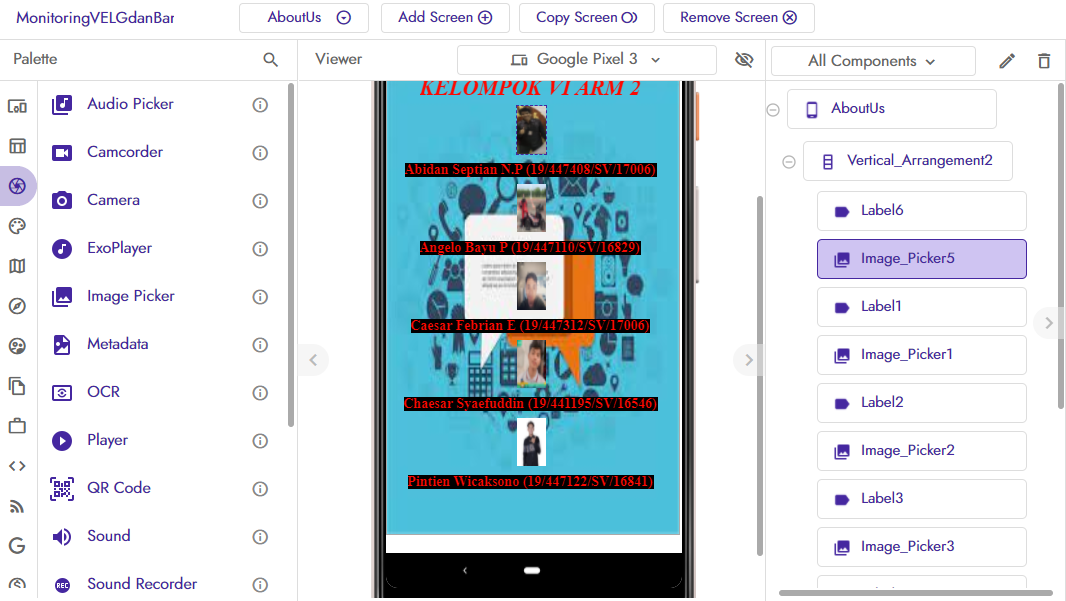 MonitoringVELGdanBar
AboutUs
Add Screen
Copy Screen
Remove Screen
Palette
Viewer
Google Pixel 3
All Components
Audio Picker
Camcorder
Camera
ExoPlayer
Image Picker
Metadata
OCR
Player
QR Code
Sound
REC Sound Recorder
KELOMPOK VI ARM 2
Abidan Septian N.P (19/447408/SV/17006)
Angelo Bayu P (19/447110/SV/16829)
Caesar Febrian E (19/447312/SV/17006)
Chaesar Syaefuddin (19/441195/SV/16546)
Pintien Wicaksono (19/447122/SV/16841)
AboutUs
Vertical_Arrangement2
Label6
Image_Picker5
Label1
Image_Picker1
Label2
Image_Picker2
Label3
Image_Picker3